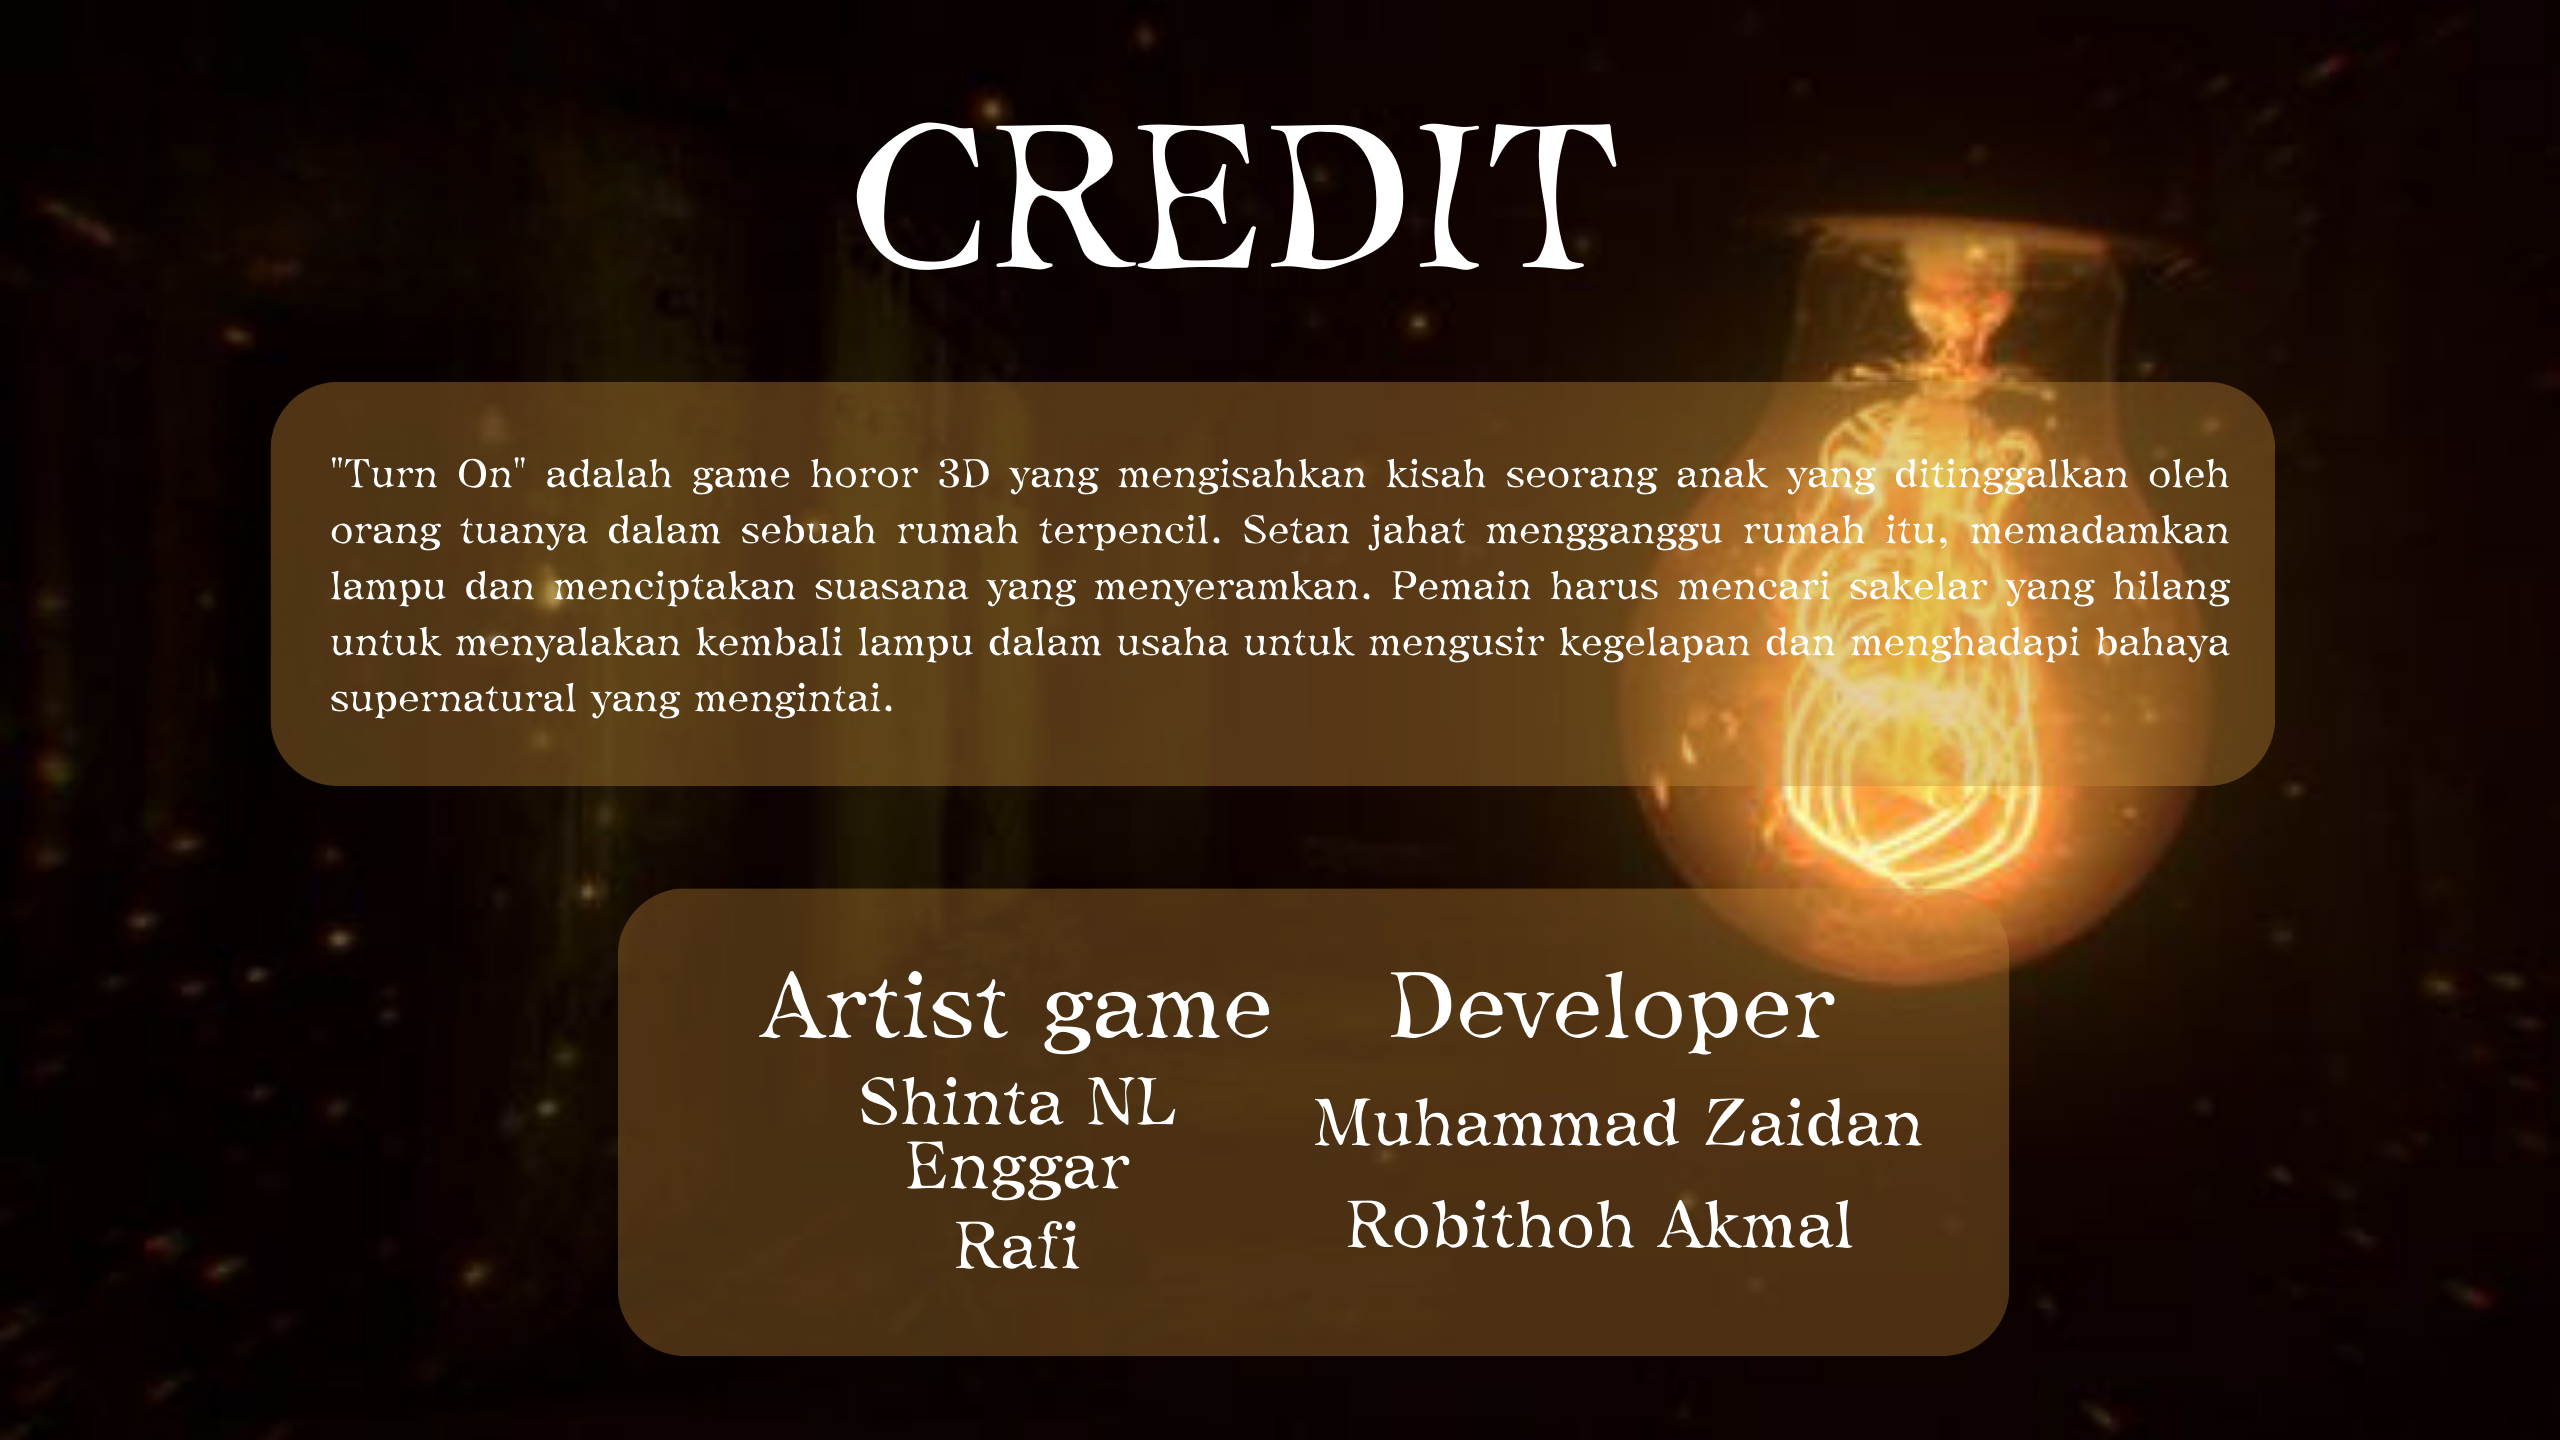 CREDIT
"Turn On" adalah game horor 3D yang mengisahkan kisah seorang anak yang ditinggalkan oleh
orang tuanya dalam sebuah rumah terpencil. Setan jahat mengganggu rumah itu, memadamkan
lampu dan menciptakan suasana yang menyeramkan. Pemain harus mencari sakelar yang hilang
untuk menyalakan kembali lampu dalam usaha untuk mengusir kegelapan dan menghadapi bahaya
supernatural yang mengintai.
Artist game
Shinta NL
Enggar
Rafi
Developer
Muhammad Zaidan
Robithoh Akmal